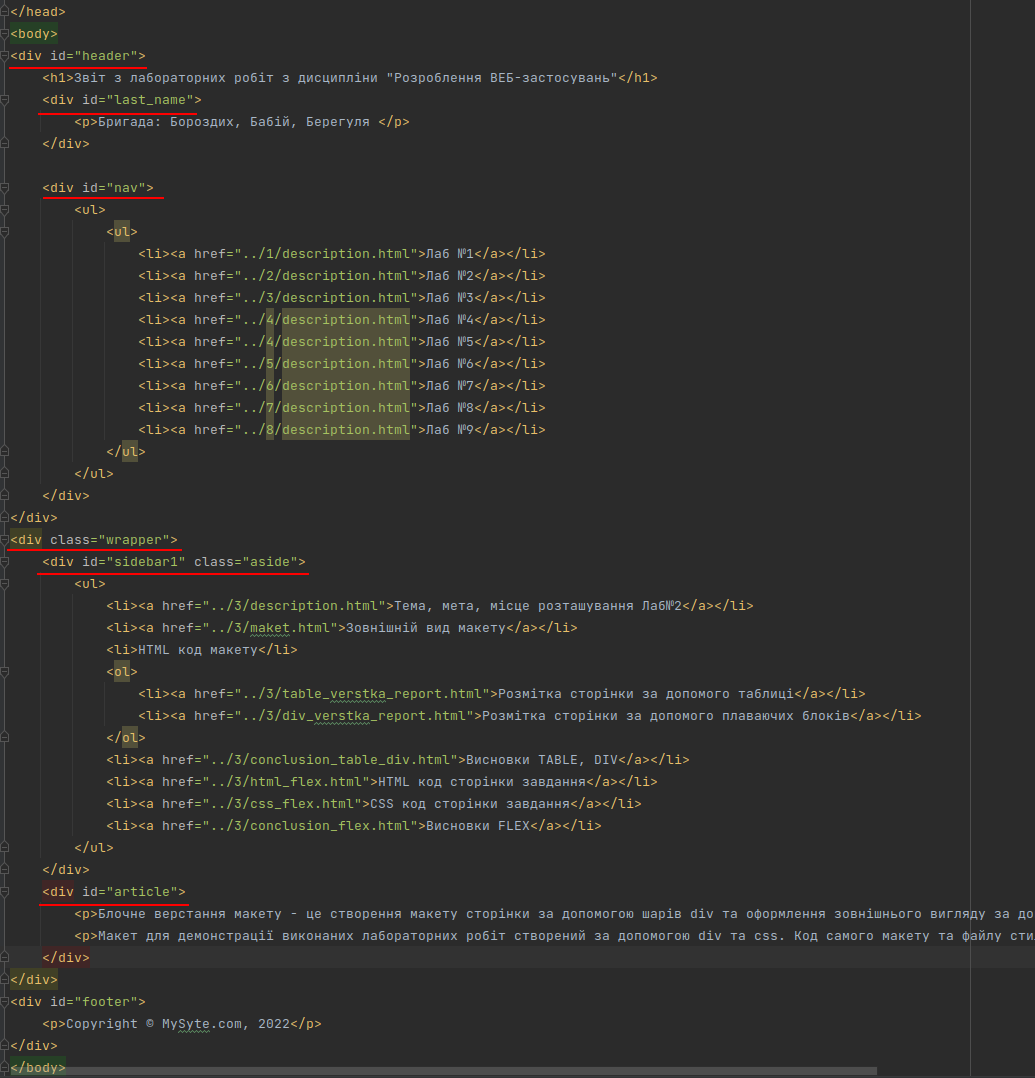 </head>
<body>
<div id="header">
    <h1>Звіт з лабораторних робіт з дисципліни "Розроблення ВЕБ-застосувань"</h1>
    <div id="last_name">
        <p>Бригада: Бороздих, Бабій, Берегуля </p>
    </div>

    <div id="nav">
        <ul>
            <ul>
                <li><a href="../1/description.html">Лаб №1</a></li>
                <li><a href="../2/description.html">Лаб №2</a></li>
                <li><a href="../3/description.html">Лаб №3</a></li>
                <li><a href="../4/description.html">Лаб №4</a></li>
                <li><a href="../4/description.html">Лаб №5</a></li>
                <li><a href="../5/description.html">Лаб №6</a></li>
                <li><a href="../6/description.html">Лаб №7</a></li>
                <li><a href="../7/description.html">Лаб №8</a></li>
                <li><a href="../8/description.html">Лаб №9</a></li>
            </ul>
        </ul>
    </div>
</div>
<div class="wrapper">
    <div id="sidebar1" class="aside">
        <ul>
            <li><a href="../3/description.html">Тема, мета, місце розташування Лаб№2</a></li>
            <li><a href="../3/maket.html">Зовнішній вид макету</a></li>
            <li>HTML код макету</li>
            <ol>
                <li><a href="../3/table_verstka_report.html">Розмітка сторінки за допомого таблиці</a></li>
                <li><a href="../3/div_verstka_report.html">Розмітка сторінки за допомого плаваючих блоків</a></li>
            </ol>
            <li><a href="../3/conclusion_table_div.html">Висновки TABLE, DIV</a></li>
            <li><a href="../3/html_flex.html">HTML код сторінки завдання</a></li>
            <li><a href="../3/css_flex.html">CSS код сторінки завдання</a></li>
            <li><a href="../3/conclusion_flex.html">Висновки FLEX</a></li>
        </ul>
    </div>
    <div id="article">
        <p>Блочне верстання макету - це створення макету сторінки за допомогою шарів div та оформлення зовнішнього вигляду за до
        <p>Макет для демонстрації виконаних лабораторних робіт створений за допомогою div та css. Код самого макету та файлу сти
    </div>
</div>
<div id="footer">
    <p>Copyright © MySyte.com, 2022</p>
</div>
</body>